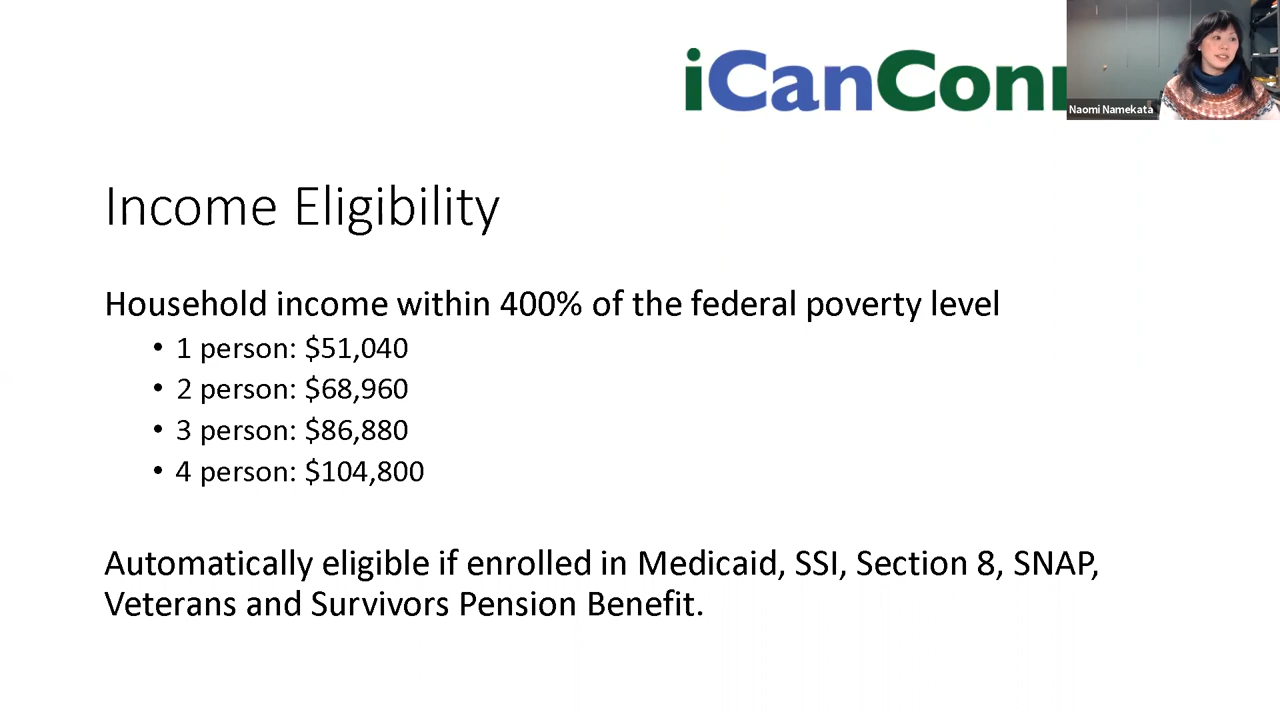 iCanConn
Naomi Namekata
Income Eligibility
Household income within 400% of the federal poverty level
• 1 person: $51,040
• 2 person: $68,960
• 3 person: $86,880
• 4 person: $104,800
Automatically eligible if enrolled in Medicaid, SSI, Section 8, SNAP,
Veterans and Survivors Pension Benefit.